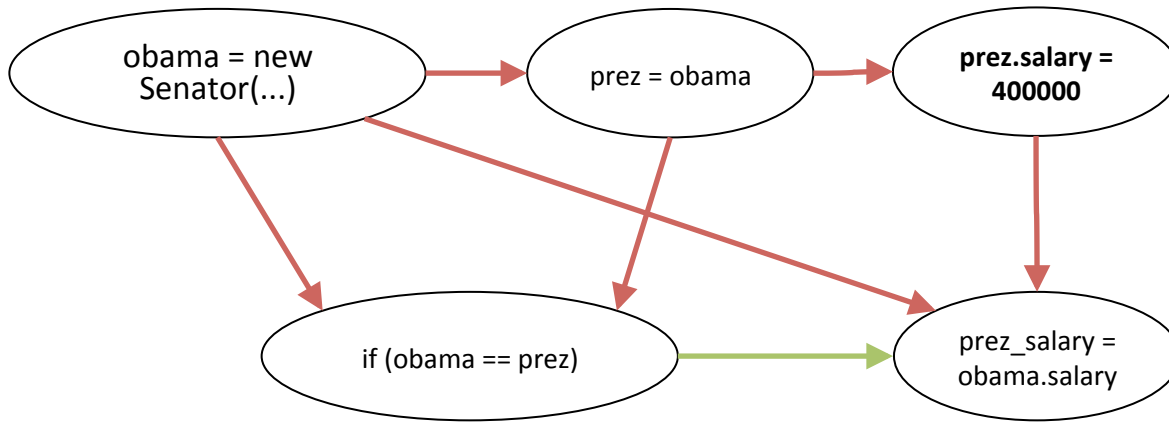 obama = new
Senator(...)
prez = obama
prez.salary =
400000
if (obama == prez)
prez_salary =
obama.salary